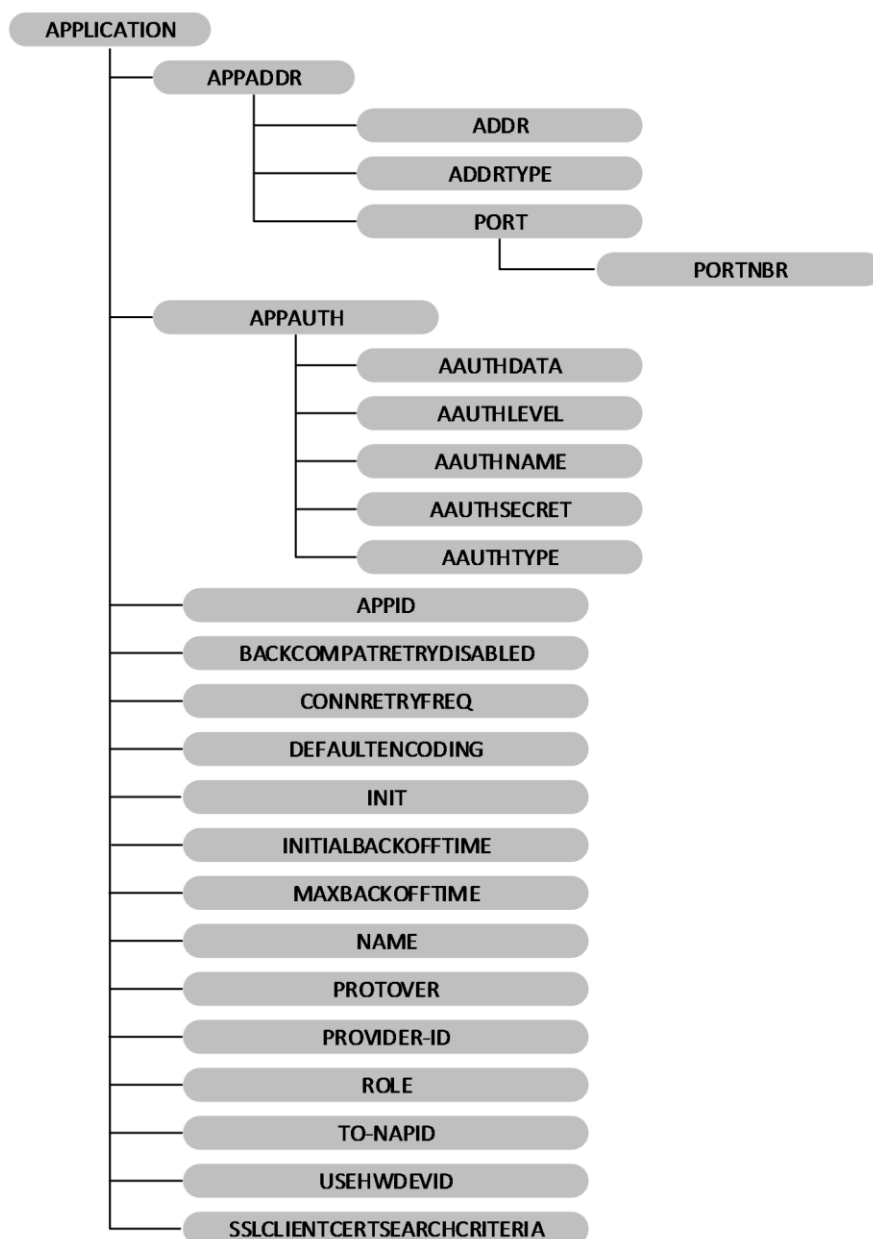 APPLICATION
APPADDR
ADDR
ADDRTYPE
PORT
PORTNBR
APPAUTH
AAUTHDATA
AAUTHLEVEL
AAUTHNAME
AAUTHSECRET
AAUTHTYPE
APPID
BACKCOMPATRETRYDISABLED
CONNRETRYFREQ
DEFAULTENCODING
INIT
INITIALBACKOFFTIME
MAXBACKOFFTIME
NAME
PROTOVER
PROVIDER-ID
ROLE
TO-NAPID
USEHWDEVID
SSLCLIENTCERTSEARCHCRITERIA